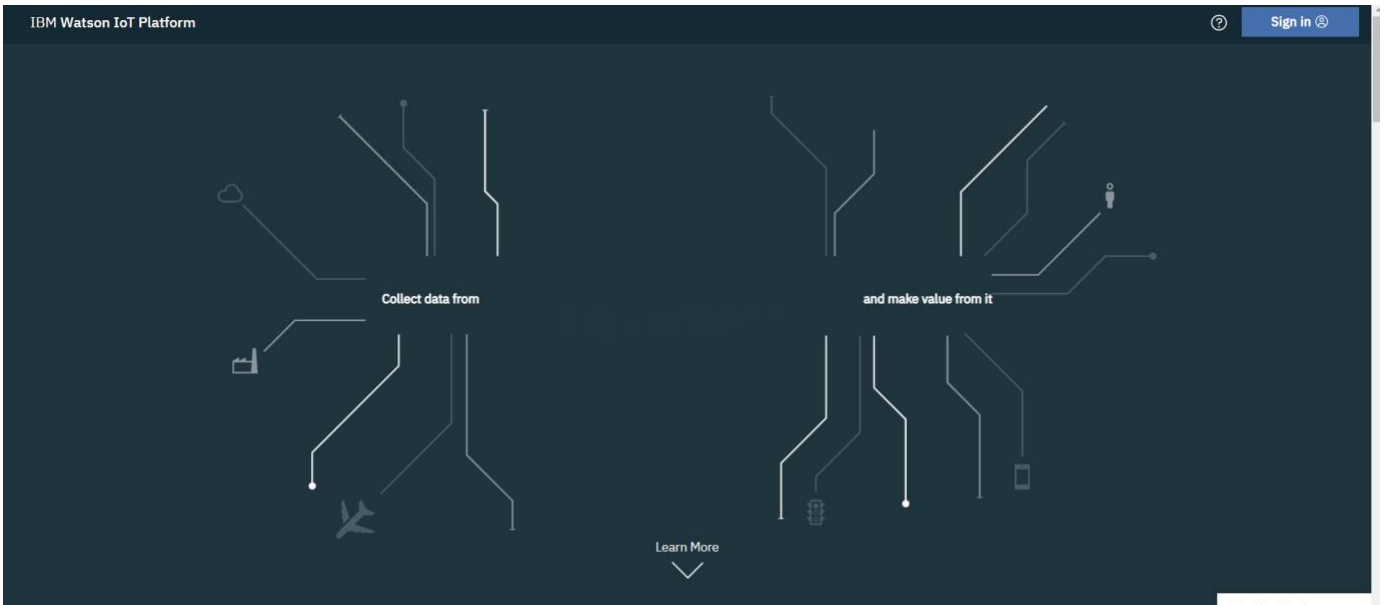 IBM Watson IoT Platform
Sign in
Collect data from
and make value from it
Learn More